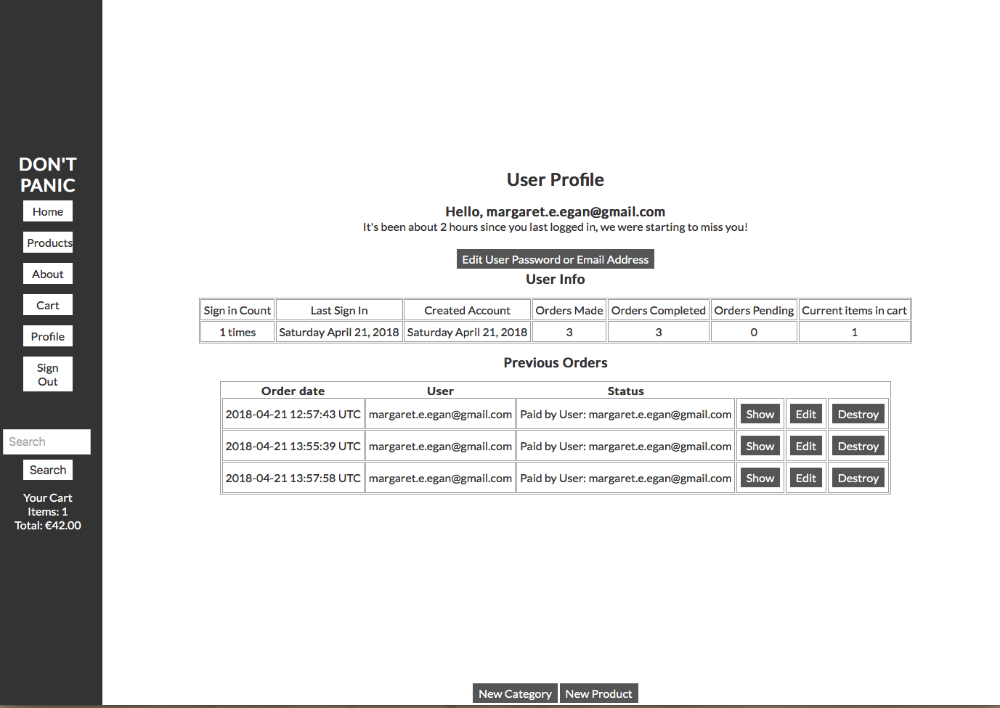 DON'T
PANIC
Home
Products
About
Cart
Profile
Sign
Out
Search
Search
Your Cart
Items: 1
Total: €42.00
User Profile
Hello, margaret.e.egan@gmail.com
It's been about 2 hours since you last logged in, we were starting to miss you!
Edit User Password or Email Address
User Info
Sign in Count Last Sign In Created Account Orders Made Orders Completed Orders Pending Current items in cart
1 times Saturday April 21, 2018 Saturday April 21, 2018 3 3 0 1
Previous Orders
Order date User Status
2018-04-21 12:57:43 UTC margaret.e.egan@gmail.com Paid by User: margaret.e.egan@gmail.com Show Edit Destroy
2018-04-21 13:55:39 UTC margaret.e.egan@gmail.com Paid by User: margaret.e.egan@gmail.com Show Edit Destroy
2018-04-21 13:57:58 UTC margaret.e.egan@gmail.com Paid by User: margaret.e.egan@gmail.com Show Edit Destroy
New Category New Product